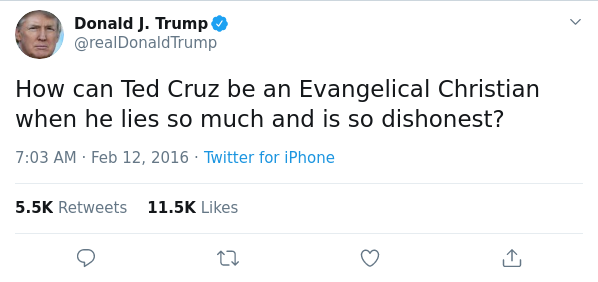 Donald J. Trump
@realDonaldTrump
How can Ted Cruz be an Evangelical Christian
when he lies so much and is so dishonest?
7:03 AM · Feb 12, 2016 · Twitter for iPhone
5.5K Retweets 11.5K Likes